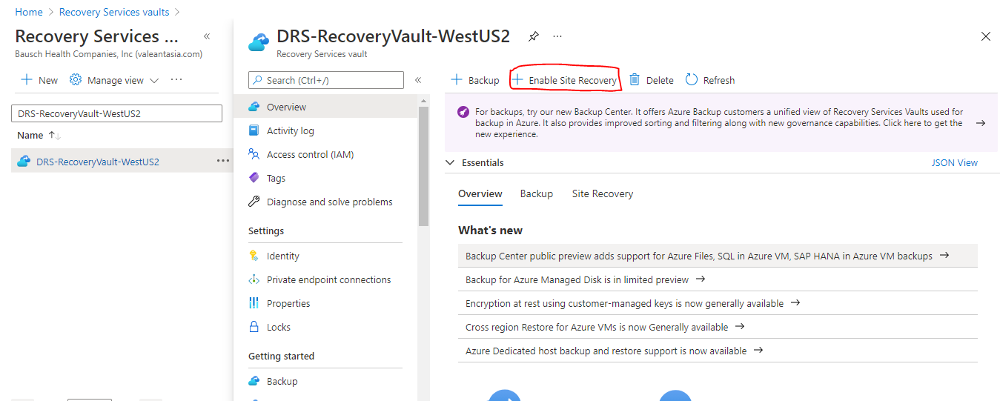 Home > Recovery Services vaults >
Recovery Services ... «
Bausch Health Companies, Inc (valeantasia.com)
+ New Manage view ···
DRS-RecoveryVault-WestUS2
Name ↑↓
DRS-RecoveryVault-WestUS2 ···
DRS-RecoveryVault-WestUS2 ···
Recovery Services vault
Search (Ctrl+/) «
Overview
Activity log
Access control (IAM)
Tags
Diagnose and solve problems
Settings
Identity
Private endpoint connections
Properties
Locks
Getting started
Backup
+ Backup + Enable Site Recovery Delete Refresh
For backups, try our new Backup Center. It offers Azure Backup customers a unified view of Recovery Services Vaults used for
backup in Azure. It also provides improved sorting and filtering along with new governance capabilities. Click here to get the →
new experience.
Essentials JSON View
Overview Backup Site Recovery
What's new
Backup Center public preview adds support for Azure Files, SQL in Azure VM, SAP HANA in Azure VM backups →
Backup for Azure Managed Disk is in limited preview →
Encryption at rest using customer-managed keys is now generally available →
Cross region Restore for Azure VMs is now Generally available →
Azure Dedicated host backup and restore support is now available →